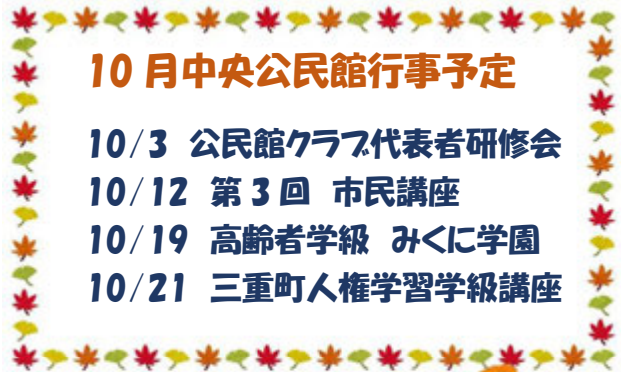 10月中央公民館行事予定
10/3 公民館クラブ代表者研修会
10/12 第3回 市民講座
10/19 高齢者学級 みくに学園
10/21 三重町人権学習学級講座